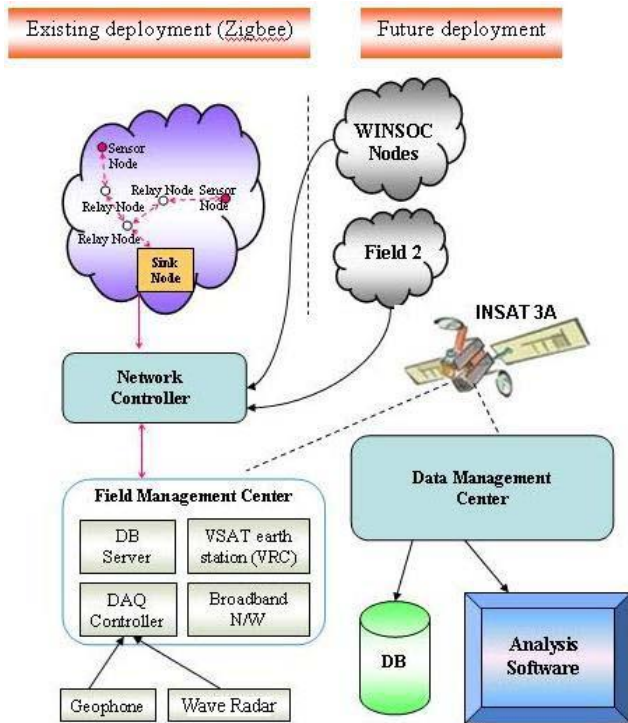 Existing deployment (Zigbee)
Future deployment
Sensor
Node
Relay Node
Relay Node
Sensor
Node
Relay Node
Sink
Node
WINSOC
Nodes
Field 2
INSAT 3A
Network
Controller
Field Management Center
DB
Server
VSAT earth
station (VRC)
DAQ
Controller
Broadband
N/W
Geophone
Wave Radar
Data Management
Center
DB
Analysis
Software